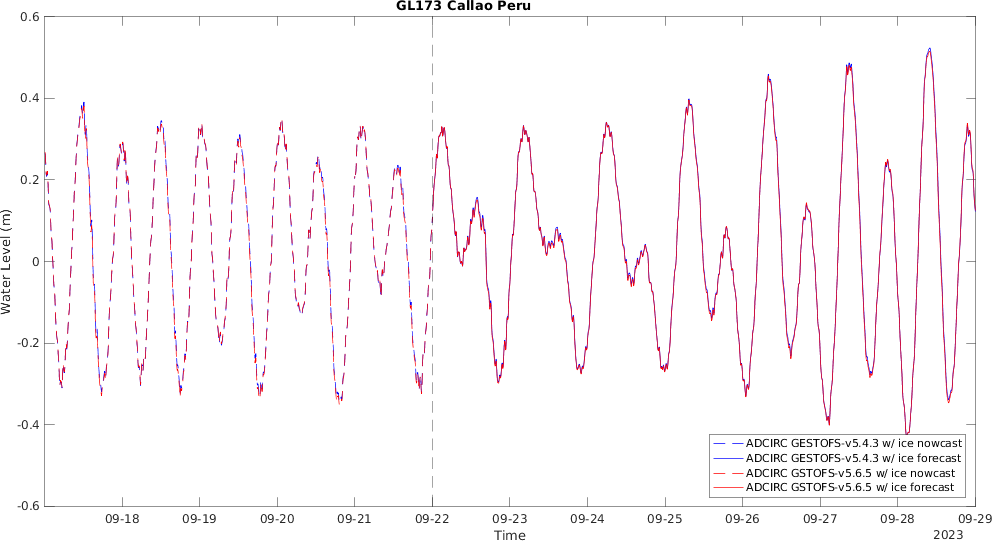 GL173 Callao Peru
0.6
0.4
0.2
0
-0.2
-0.4
-0.6
Water Level (m)
ADCIRC GESTOFS-v5.4.3 w/ ice nowcast
ADCIRC GESTOFS-v5.4.3 w/ ice forecast
ADCIRC GSTOFS-v5.6.5 w/ ice nowcast
ADCIRC GSTOFS-v5.6.5 w/ ice forecast
09-18 09-19 09-20 09-21 09-22 09-23 09-24 09-25 09-26 09-27 09-28 09-29
Time
2023